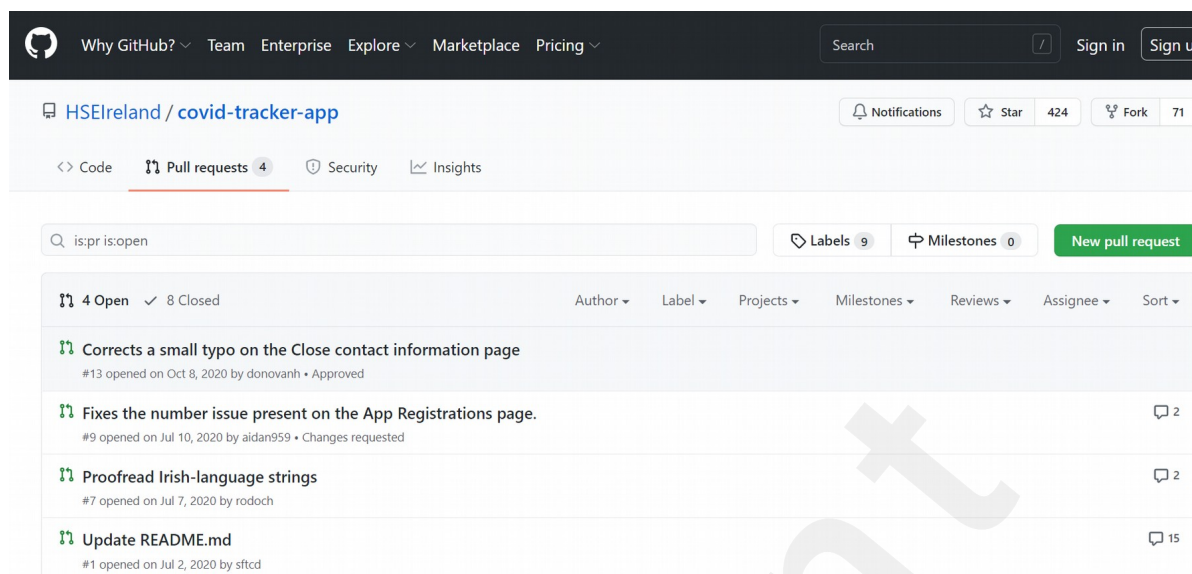 Why GitHub? Team Enterprise Explore Marketplace Pricing Search / Sign in Sign u
HSEIreland / covid-tracker-app Notifications Star 424 Fork 71
<> Code Pull requests 4 Security Insights
is:pr is:open Labels 9 Milestones 0 New pull request
4 Open 8 Closed Author Label Projects Milestones Reviews Assignee Sort
Corrects a small typo on the Close contact information page
#13 opened on Oct 8, 2020 by donovanh • Approved
Fixes the number issue present on the App Registrations page. 2
#9 opened on Jul 10, 2020 by aidan959 • Changes requested
Proofread Irish-language strings 2
#7 opened on Jul 7, 2020 by rodoch
Update README.md 15
#1 opened on Jul 2, 2020 by sftcd